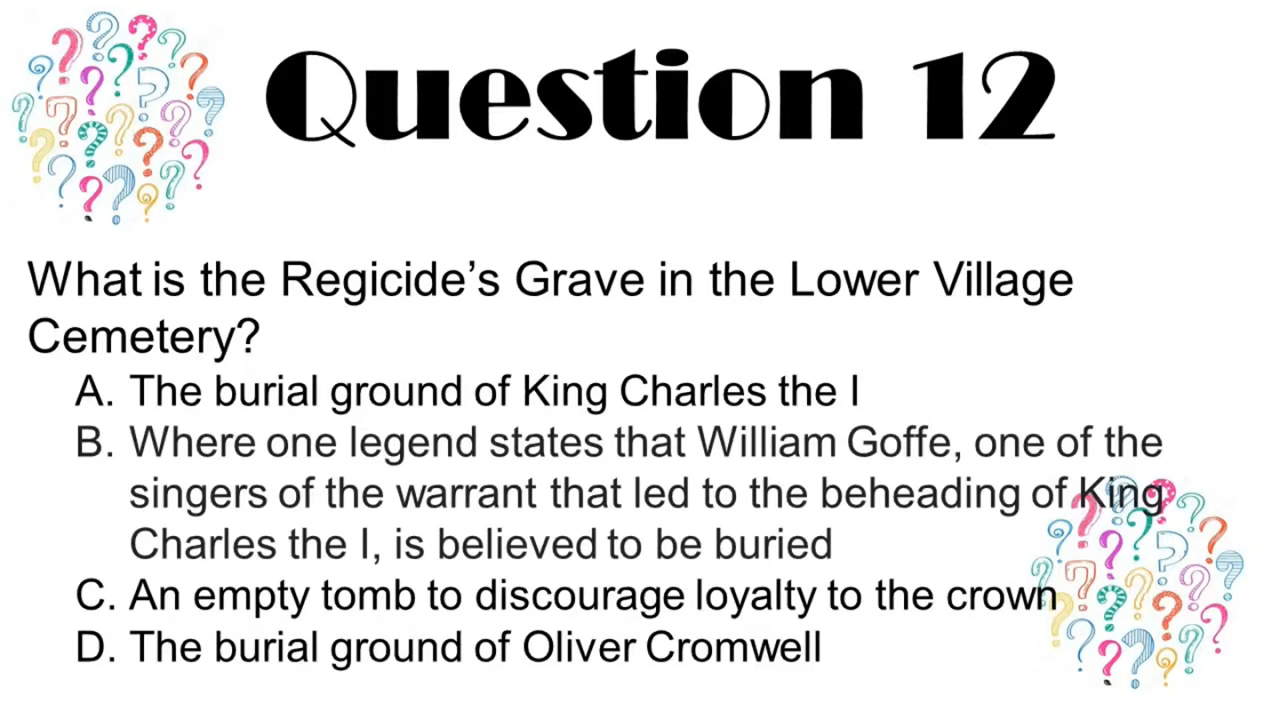 Question 12
What is the Regicide’s Grave in the Lower Village
Cemetery?
A. The burial ground of King Charles the I
B. Where one legend states that William Goffe, one of the
singers of the warrant that led to the beheading of King
Charles the I, is believed to be buried
C. An empty tomb to discourage loyalty to the crown
D. The burial ground of Oliver Cromwell